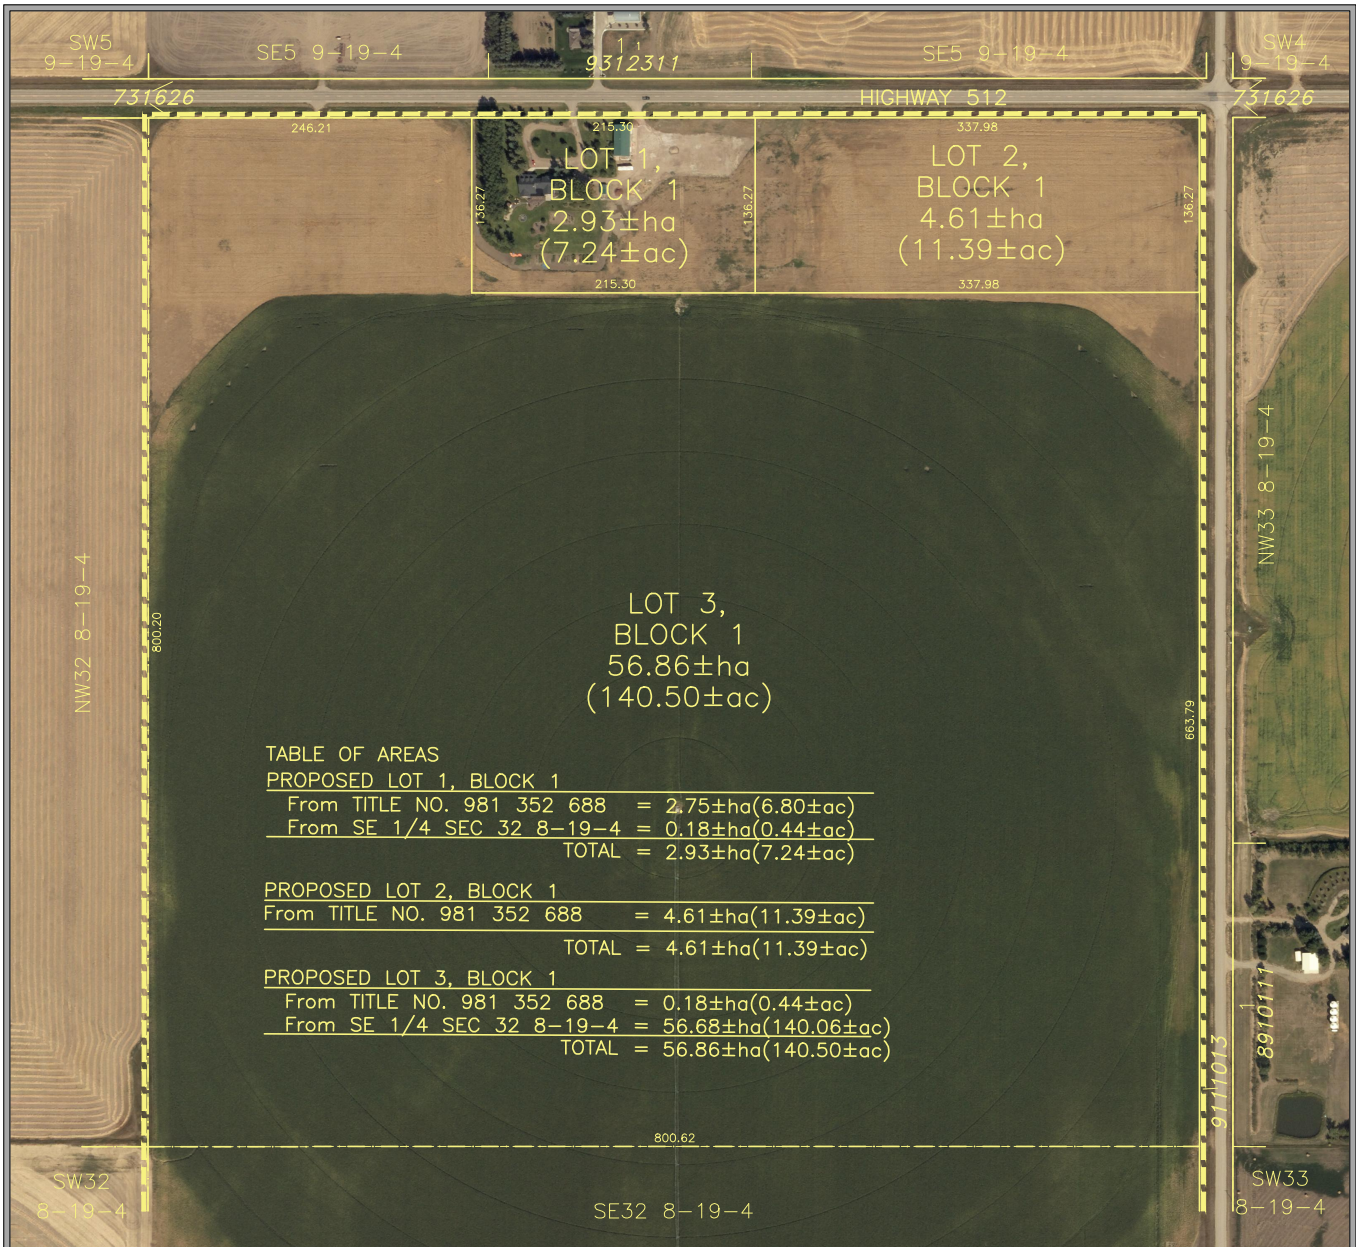 SW5
9-19-4
SE5 9-19-4
1 1
9312311
SE5 9-19-4
SW4
9-19-4
731626
HIGHWAY 512
731626
246.21
215.30
337.98
LOT 1,
BLOCK 1
2.93±ha
(7.24±ac)
136.27
136.27
LOT 2,
BLOCK 1
4.61±ha
(11.39±ac)
136.27
215.30
337.98
NW32 8-19-4
800.20
NW33 8-19-4
LOT 3,
BLOCK 1
56.86±ha
(140.50±ac)
663.79
TABLE OF AREAS
PROPOSED LOT 1, BLOCK 1
From TITLE NO. 981 352 688 = 2.75±ha(6.80±ac)
From SE 1/4 SEC 32 8-19-4 = 0.18±ha(0.44±ac)
TOTAL = 2.93±ha(7.24±ac)
PROPOSED LOT 2, BLOCK 1
From TITLE NO. 981 352 688 = 4.61±ha(11.39±ac)
TOTAL = 4.61±ha(11.39±ac)
PROPOSED LOT 3, BLOCK 1
From TITLE NO. 981 352 688 = 0.18±ha(0.44±ac)
From SE 1/4 SEC 32 8-19-4 = 56.68±ha(140.06±ac)
TOTAL = 56.86±ha(140.50±ac)
1
8910111
9111013
800.62
SW32
8-19-4
SE32 8-19-4
SW33
8-19-4